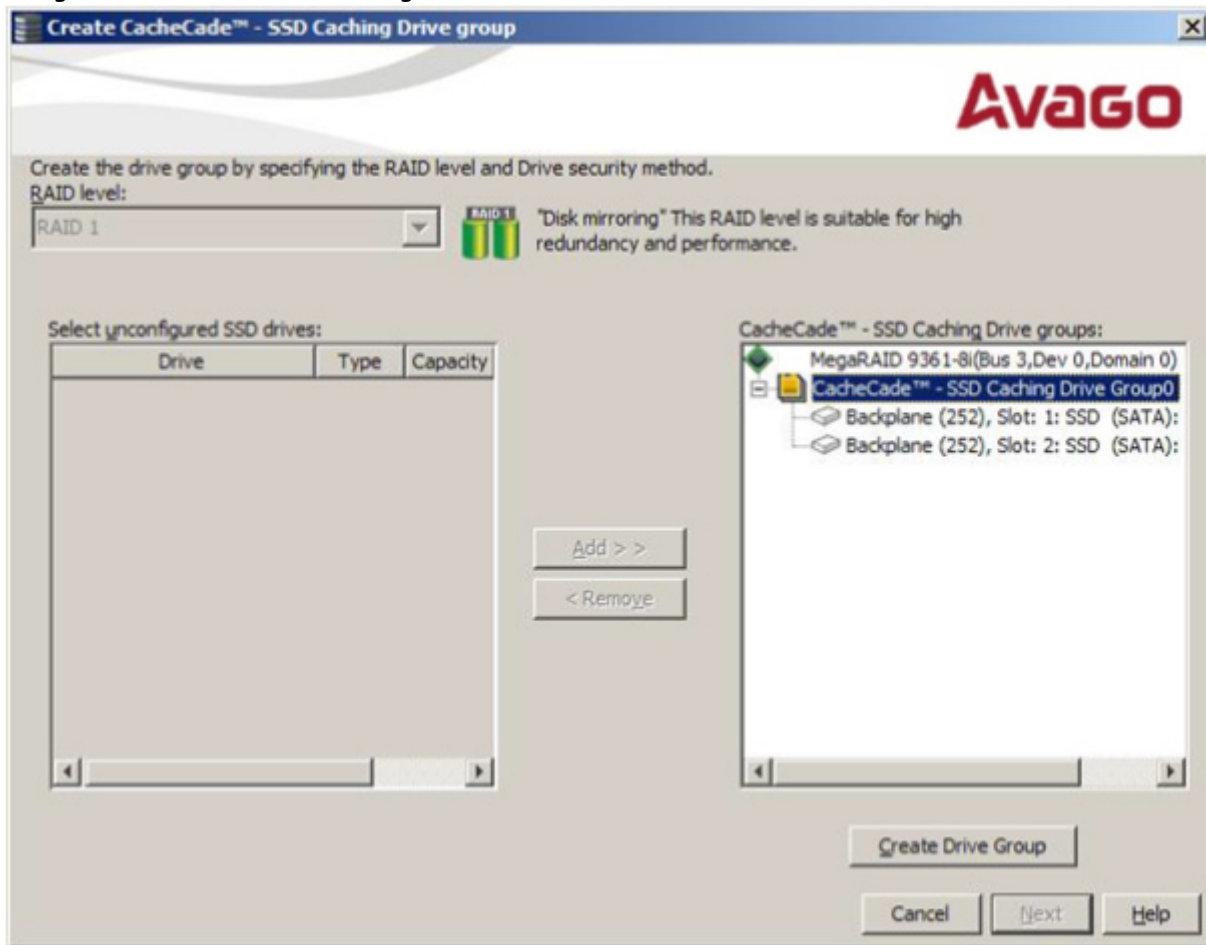 Create CacheCade™ - SSD Caching Drive group
Avago
Create the drive group by specifying the RAID level and Drive security method.
RAID level:
RAID 1
RAID 1
"Disk mirroring" This RAID level is suitable for high
redundancy and performance.
Select unconfigured SSD drives:
Drive Type Capacity
CacheCade™ - SSD Caching Drive groups:
MegaRAID 9361-8i(Bus 3,Dev 0,Domain 0)
CacheCade™ - SSD Caching Drive Group0
Backplane (252), Slot: 1: SSD (SATA):
Backplane (252), Slot: 2: SSD (SATA):
Add > >
< Remove
Create Drive Group
Cancel Next Help